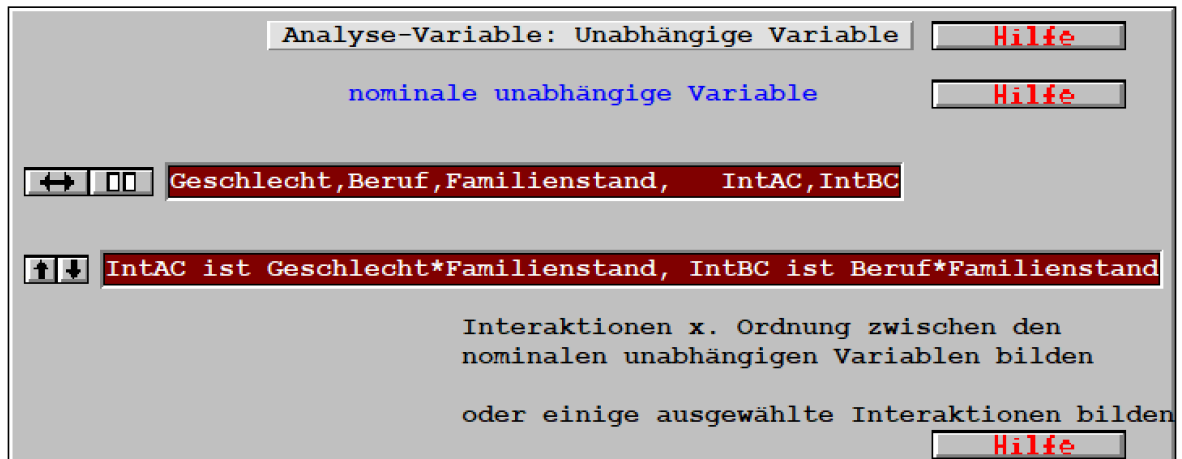 Analyse-Variable: Unabhängige Variable Hilfe
nominale unabhängige Variable Hilfe
Geschlecht,Beruf,Familienstand,   IntAC,IntBC
IntAC ist Geschlecht*Familienstand, IntBC ist Beruf*Familienstand
Interaktionen x. Ordnung zwischen den
nominalen unabhängigen Variablen bilden
oder einige ausgewählte Interaktionen bilden
Hilfe